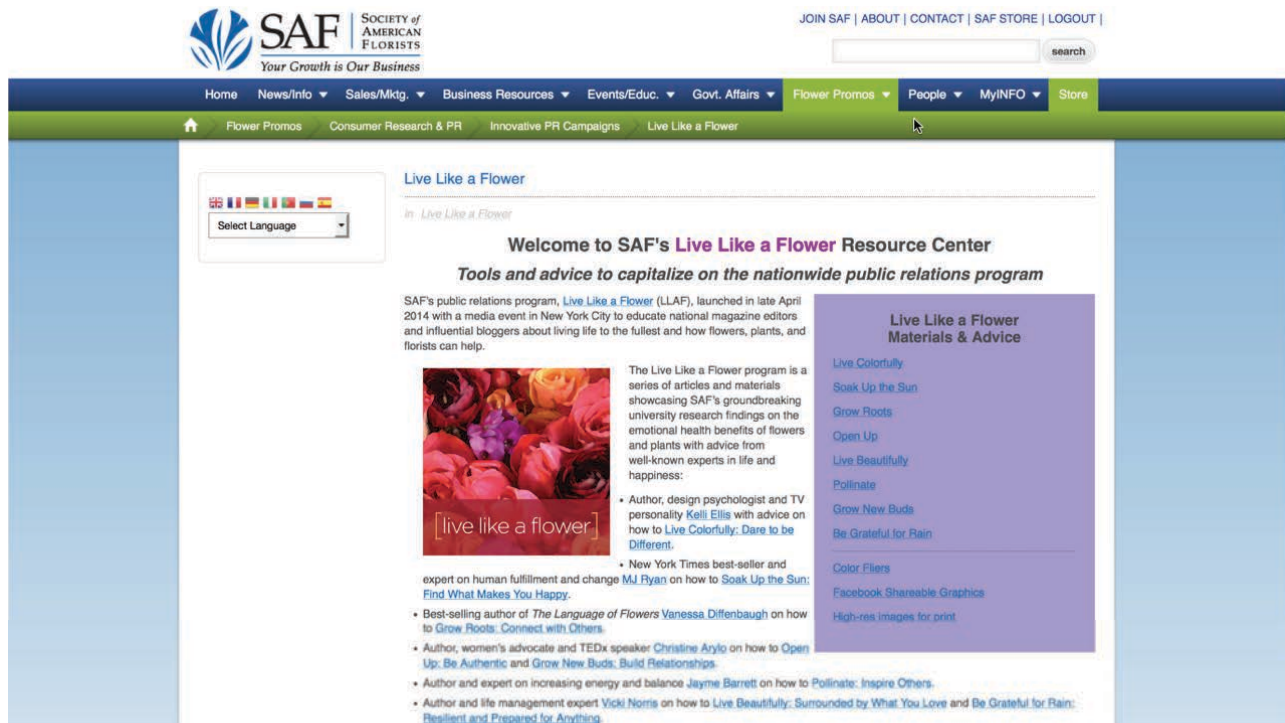 JOIN SAF | ABOUT | CONTACT | SAF STORE | LOGOUT |
SAF
SOCIETY of
AMERICAN
FLORISTS
Your Growth is Our Business
search
Home News/Info Sales/Mktg. Business Resources Events/Educ. Govt. Affairs Flower Promos People MyINFO Store
Flower Promos Consumer Research & PR Innovative PR Campaigns Live Like a Flower
Select Language
Live Like a Flower
in Live Like a Flower
Welcome to SAF's Live Like a Flower Resource Center
Tools and advice to capitalize on the nationwide public relations program
SAF's public relations program, Live Like a Flower (LLAF), launched in late April
2014 with a media event in New York City to educate national magazine editors
and influential bloggers about living life to the fullest and how flowers, plants, and
florists can help.
[live like a flower]
The Live Like a Flower program is a
series of articles and materials
showcasing SAF's groundbreaking
university research findings on the
emotional health benefits of flowers
and plants with advice from
well-known experts in life and
happiness:
• Author, design psychologist and TV
personality Kelli Ellis with advice on
how to Live Colorfully: Dare to be
Different.
• New York Times best-seller and
expert on human fulfillment and change MJ Ryan on how to Soak Up the Sun:
Find What Makes You Happy.
• Best-selling author of The Language of Flowers Vanessa Diffenbaugh on how
to Grow Roots: Connect with Others.
• Author, women's advocate and TEDx speaker Christine Arylo on how to Open
Up: Be Authentic and Grow New Buds: Build Relationships.
• Author and expert on increasing energy and balance Jayme Barrett on how to Pollinate: Inspire Others.
• Author and life management expert Vicki Norris on how to Live Beautifully: Surrounded by What You Love and Be Grateful for Rain:
Resilient and Prepared for Anything.
Live Like a Flower
Materials & Advice
Live Colorfully
Soak Up the Sun
Grow Roots
Open Up
Live Beautifully
Pollinate
Grow New Buds
Be Grateful for Rain
Color Fliers
Facebook Shareable Graphics
High-res images for print